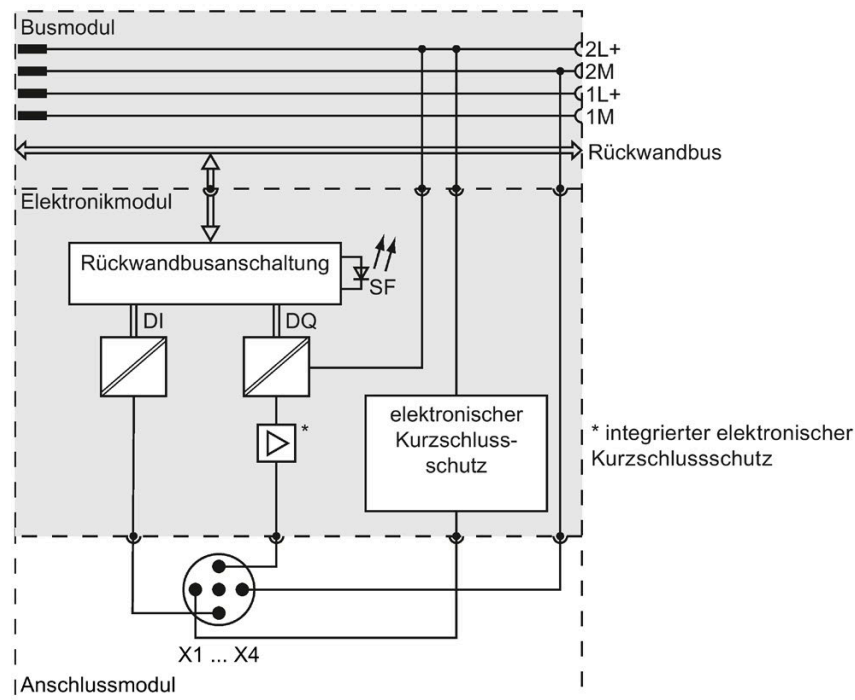 Busmodul
2L+
2M
1L+
1M
Rückwandbus
Elektronikmodul
Rückwandbusanschaltung
SF
DI
DQ
*
elektronischer
Kurzschluss-
schutz
* integrierter elektronischer
Kurzschlussschutz
X1 ... X4
Anschlussmodul